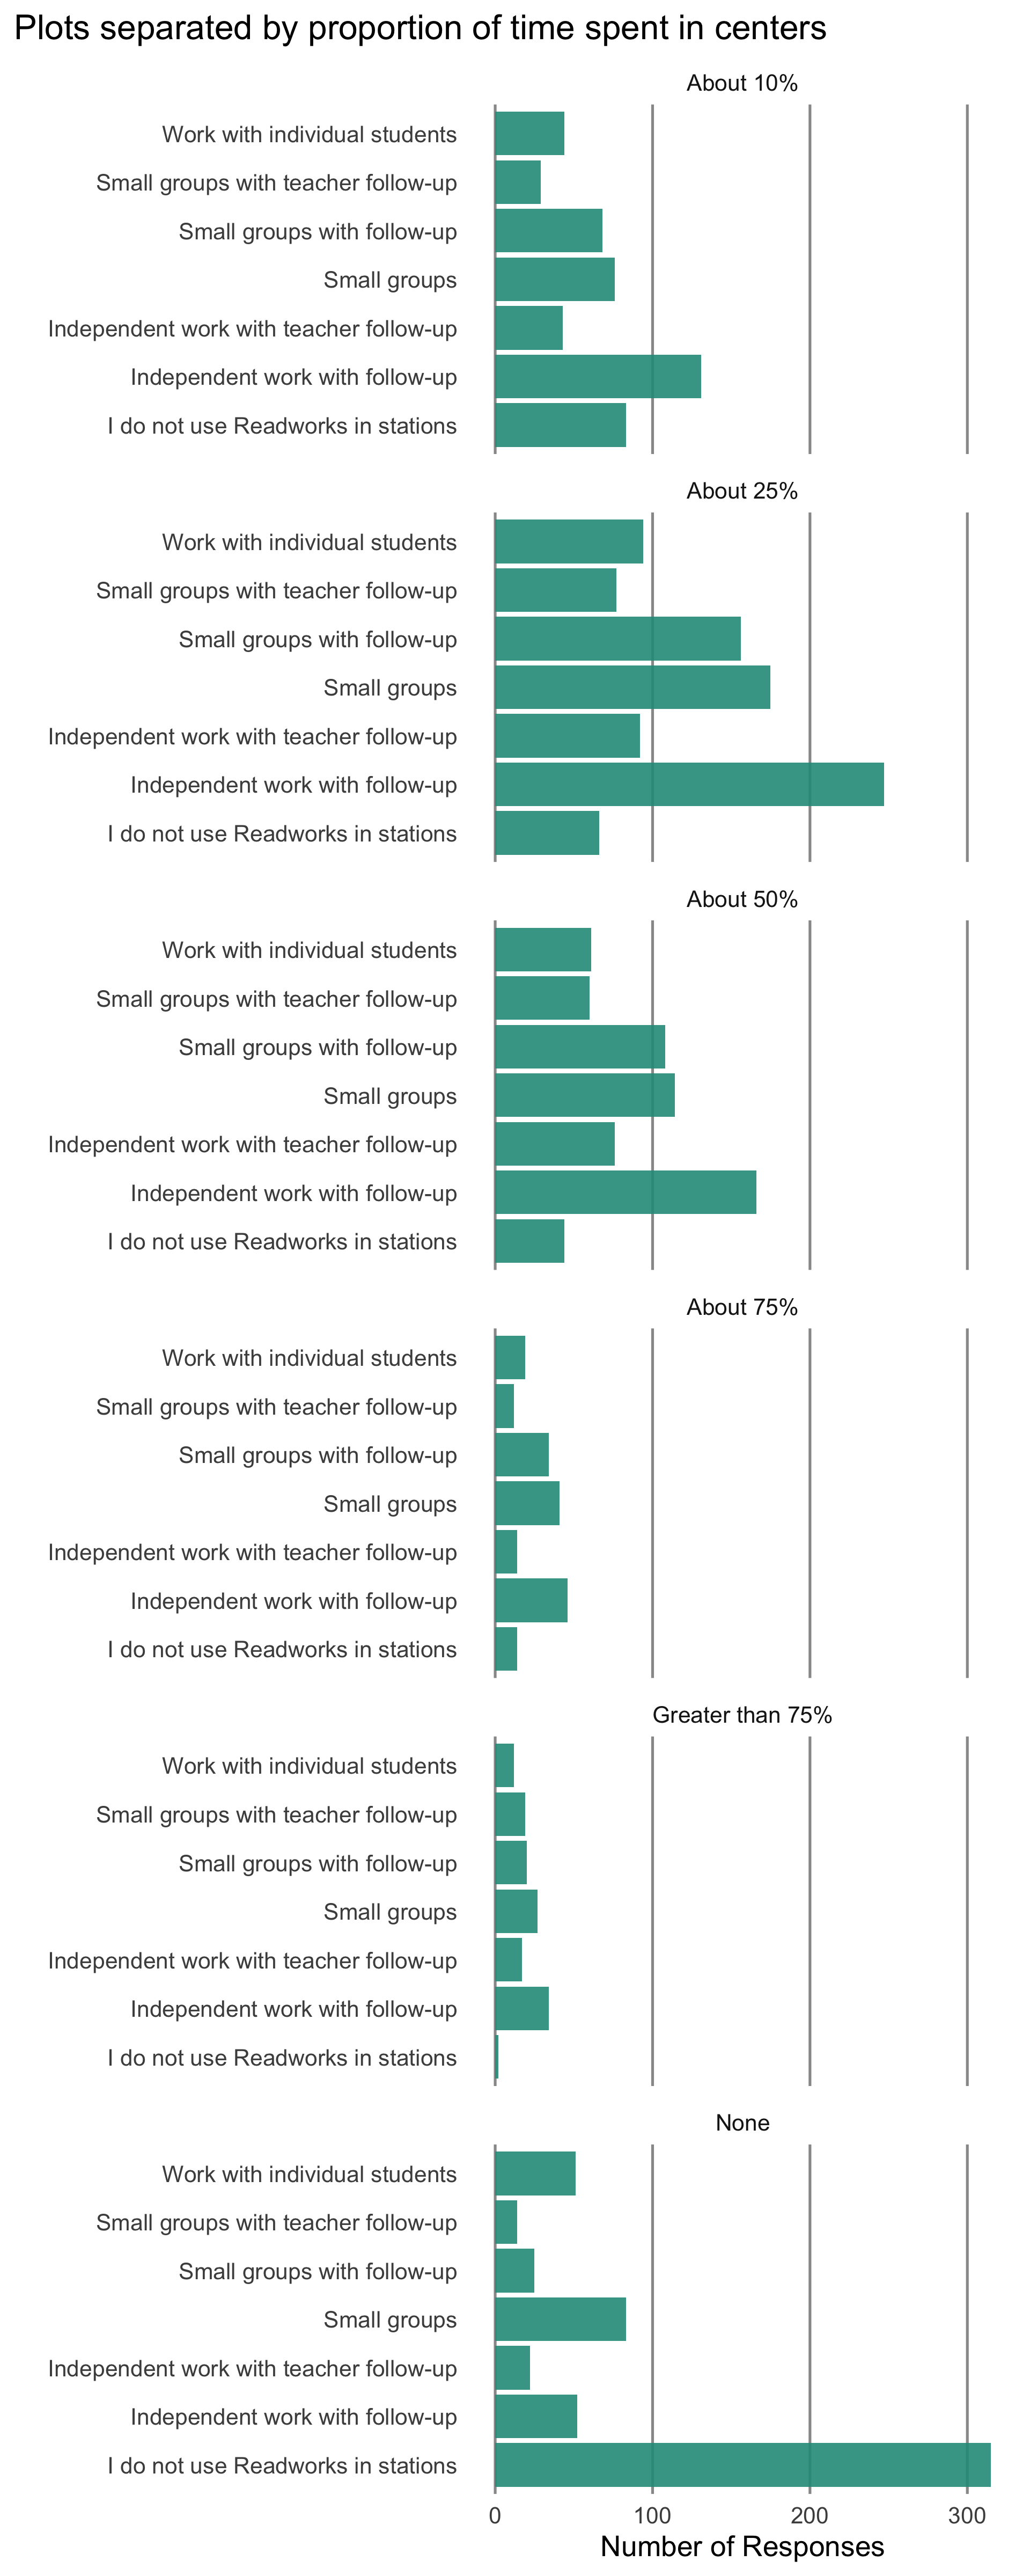 Plots separated by proportion of time spent in centers
About 10%
Work with individual students
Small groups with teacher follow-up
Small groups with follow-up
Small groups
Independent work with teacher follow-up
Independent work with follow-up
I do not use Readworks in stations
About 25%
Work with individual students
Small groups with teacher follow-up
Small groups with follow-up
Small groups
Independent work with teacher follow-up
Independent work with follow-up
I do not use Readworks in stations
About 50%
Work with individual students
Small groups with teacher follow-up
Small groups with follow-up
Small groups
Independent work with teacher follow-up
Independent work with follow-up
I do not use Readworks in stations
About 75%
Work with individual students
Small groups with teacher follow-up
Small groups with follow-up
Small groups
Independent work with teacher follow-up
Independent work with follow-up
I do not use Readworks in stations
Greater than 75%
Work with individual students
Small groups with teacher follow-up
Small groups with follow-up
Small groups
Independent work with teacher follow-up
Independent work with follow-up
I do not use Readworks in stations
None
Work with individual students
Small groups with teacher follow-up
Small groups with follow-up
Small groups
Independent work with teacher follow-up
Independent work with follow-up
I do not use Readworks in stations
0 100 200 300
Number of Responses